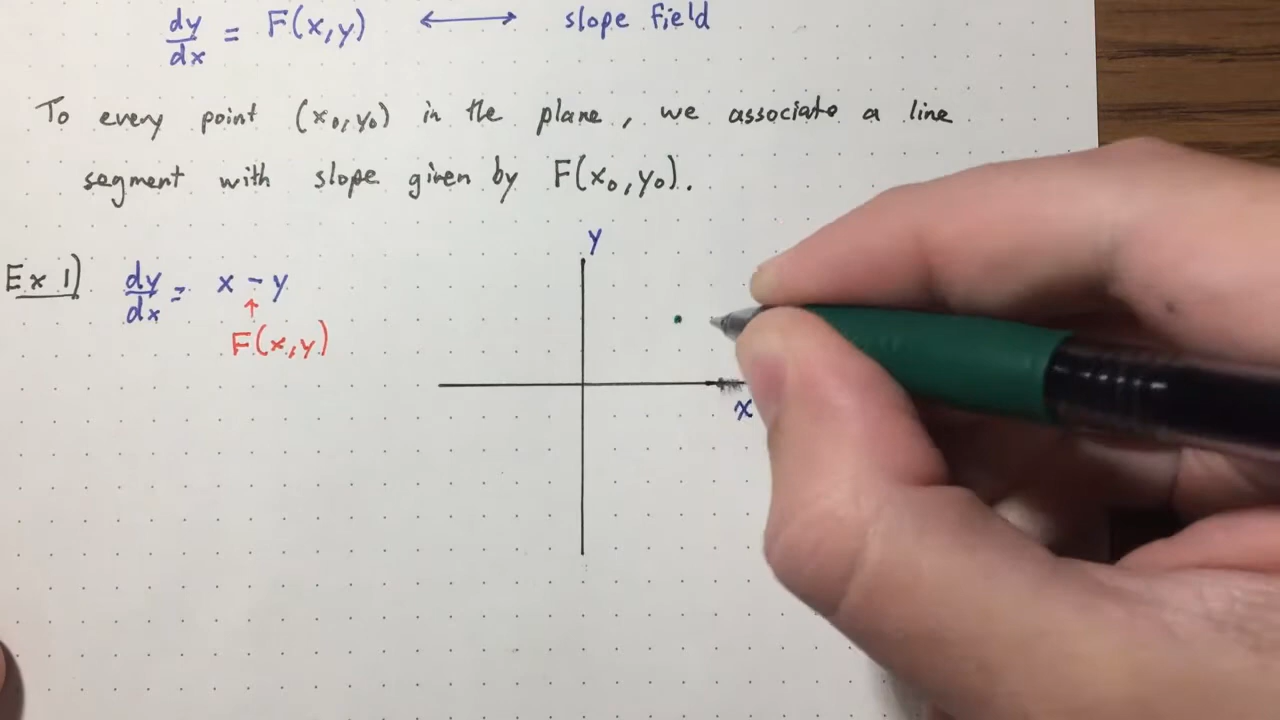 dy/dx = F(x,y) ⟷ slope field
To every point (x₀,y₀) in the plane, we associate a line
segment with slope given by F(x₀,y₀).
Ex 1) dy/dx = x - y
↑
F(x,y)
y
x